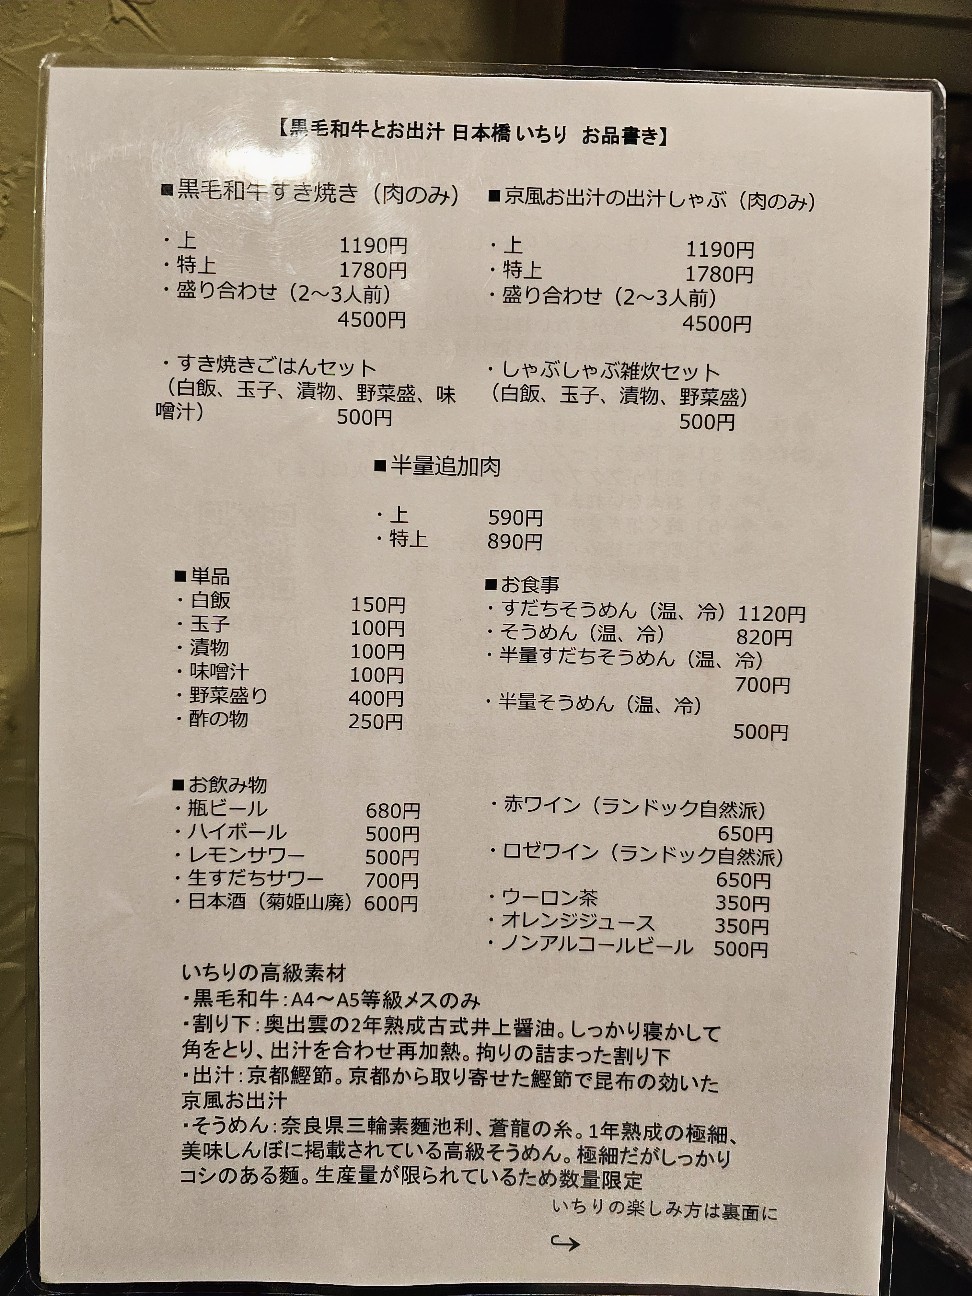 【黒毛和牛とお出汁 日本橋 いちり　お品書き】
■黒毛和牛すき焼き（肉のみ）
・上 1190円
・特上 1780円
・盛り合わせ（2～3人前）
4500円
・すき焼きごはんセット
（白飯、玉子、漬物、野菜盛、味
噌汁） 500円
■京風お出汁の出汁しゃぶ（肉のみ）
・上 1190円
・特上 1780円
・盛り合わせ（2～3人前）
4500円
・しゃぶしゃぶ雑炊セット
（白飯、玉子、漬物、野菜盛）
500円
■半量追加肉
・上 590円
・特上 890円
■単品
・白飯 150円
・玉子 100円
・漬物 100円
・味噌汁 100円
・野菜盛り 400円
・酢の物 250円
■お食事
・すだちそうめん（温、冷）1120円
・そうめん（温、冷） 820円
・半量すだちそうめん（温、冷）
700円
・半量そうめん（温、冷）
500円
■お飲み物
・瓶ビール 680円
・ハイボール 500円
・レモンサワー 500円
・生すだちサワー 700円
・日本酒（菊姫山廃）600円
・赤ワイン（ランドック自然派）
650円
・ロゼワイン（ランドック自然派）
650円
・ウーロン茶 350円
・オレンジジュース 350円
・ノンアルコールビール 500円
いちりの高級素材
・黒毛和牛：A4～A5等級メスのみ
・割り下：奥出雲の2年熟成古式井上醤油。しっかり寝かして
角をとり、出汁を合わせ再加熱。拘りの詰まった割り下
・出汁：京都鰹節。京都から取り寄せた鰹節で昆布の効いた
京風お出汁
・そうめん：奈良県三輪素麺池利、蒼龍の糸。1年熟成の極細、
美味しんぼに掲載されている高級そうめん。極細だがしっかり
コシのある麺。生産量が限られているため数量限定
いちりの楽しみ方は裏面に